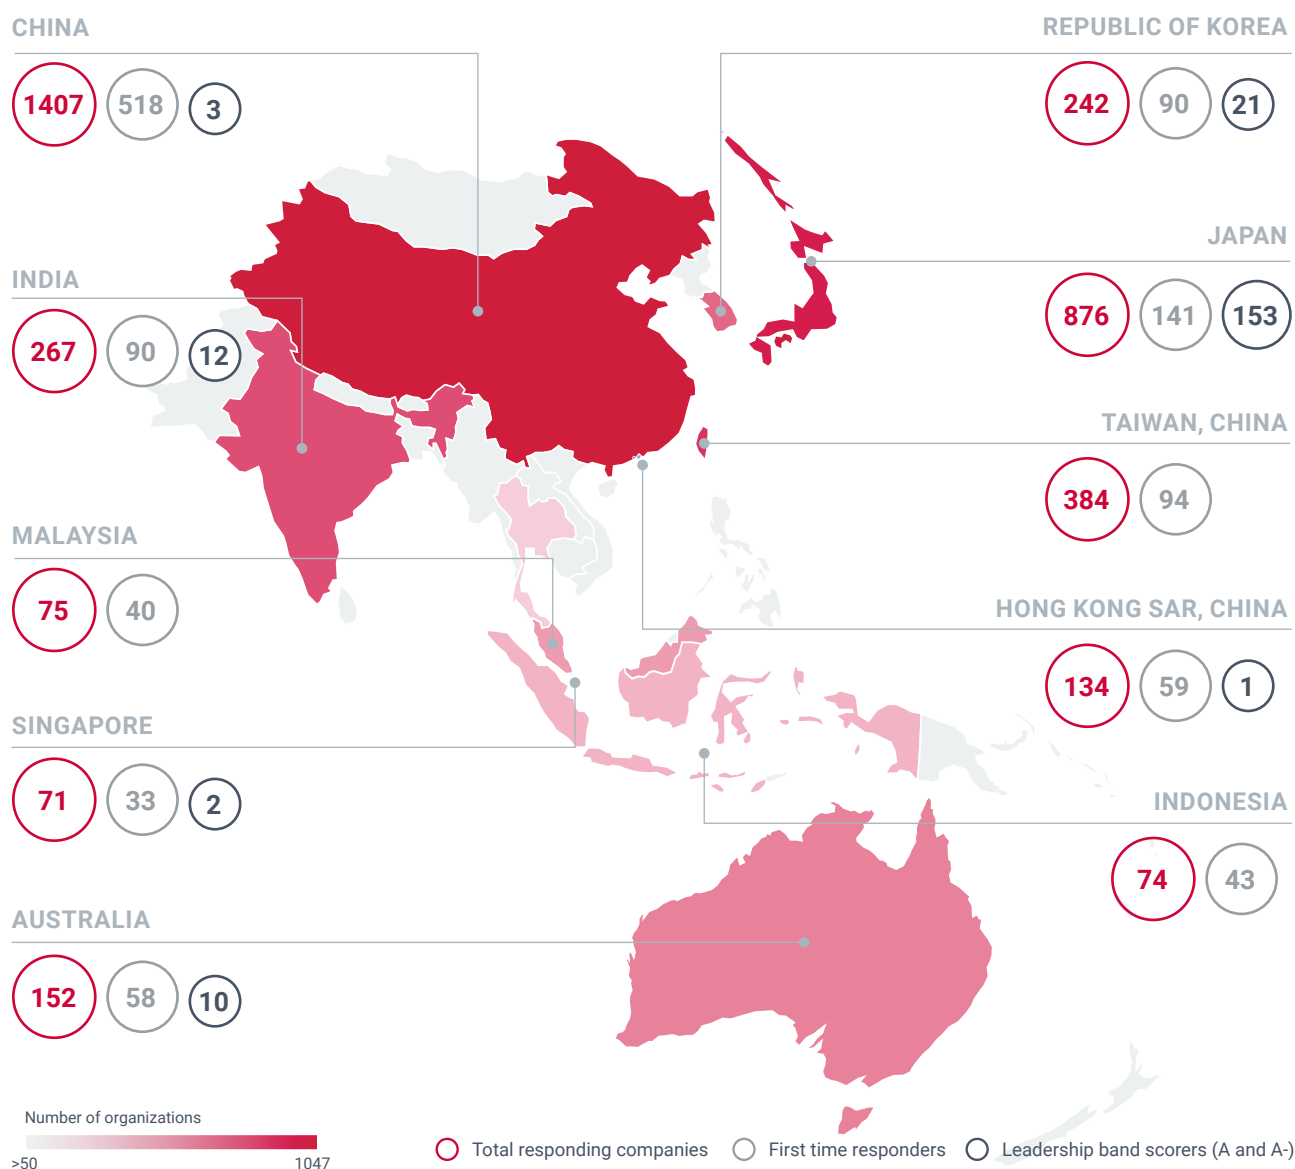 CHINA
1407 518 3
REPUBLIC OF KOREA
242 90 21
JAPAN
876 141 153
INDIA
267 90 12
TAIWAN, CHINA
384 94
MALAYSIA
75 40
HONG KONG SAR, CHINA
134 59 1
SINGAPORE
71 33 2
INDONESIA
74 43
AUSTRALIA
152 58 10
Number of organizations
>50 1047
Total responding companies First time responders Leadership band scorers (A and A-)